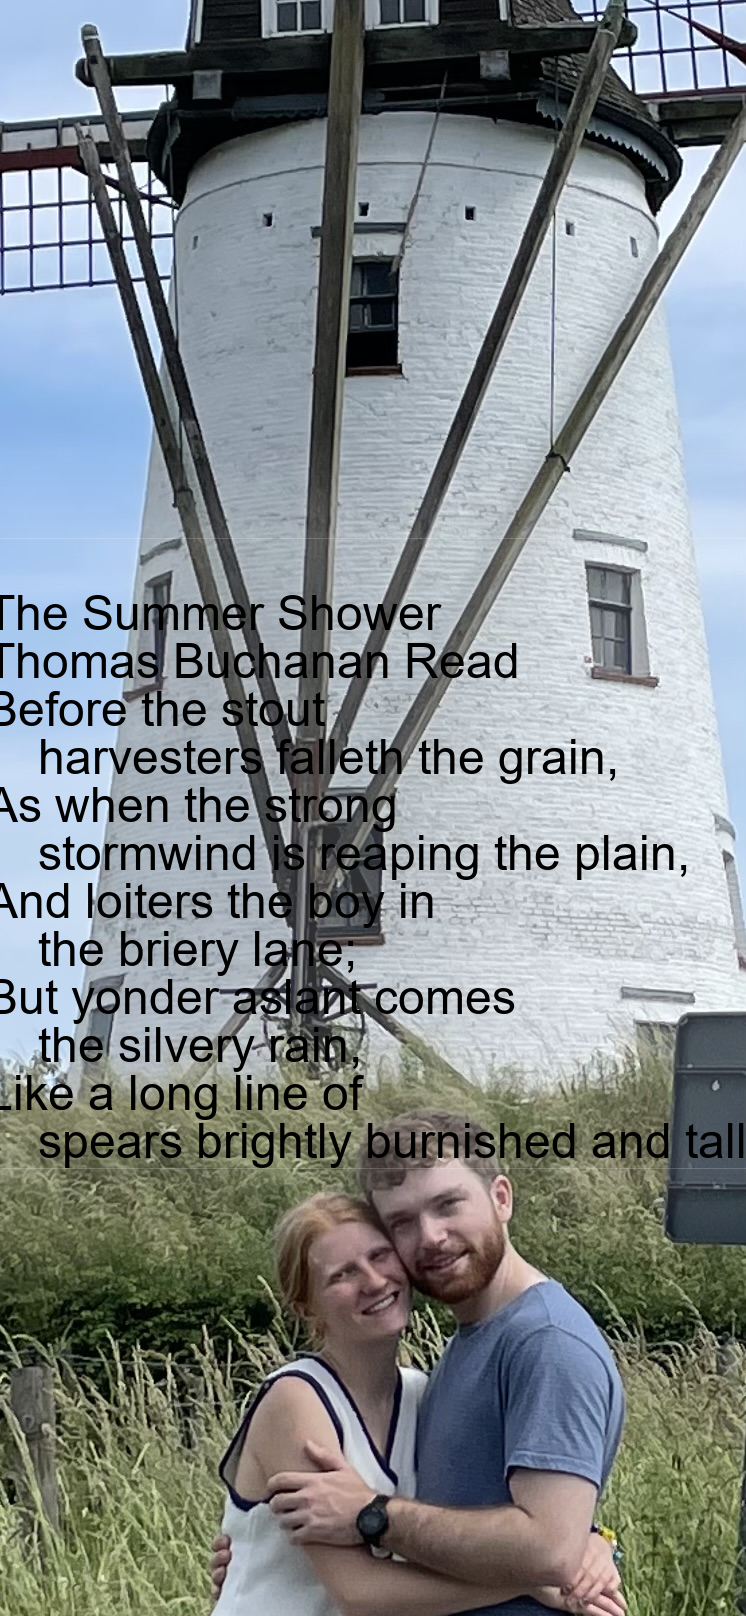 The Summer Shower
Thomas Buchanan Read
Before the stout
harvesters falleth the grain,
As when the strong
stormwind is reaping the plain,
And loiters the boy in
the briery lane;
But yonder aslant comes
the silvery rain,
Like a long line of
spears brightly burnished and tall